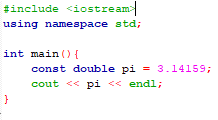 #include <iostream>
using namespace std;

int main(){
    const double pi = 3.14159;
    cout << pi << endl;
}